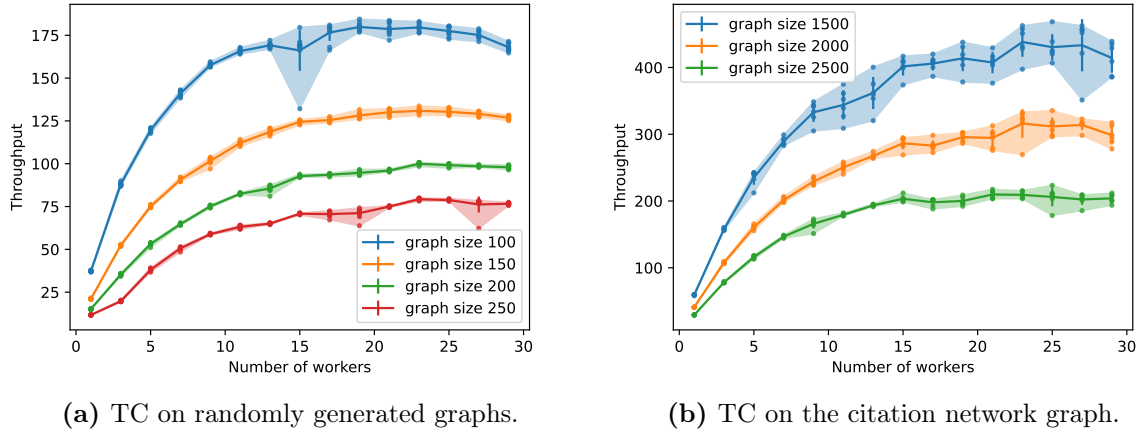 175
150
125
100
75
50
25
Throughput
graph size 100
graph size 150
graph size 200
graph size 250
0 5 10 15 20 25 30
Number of workers
(a) TC on randomly generated graphs.
400
300
200
100
Throughput
graph size 1500
graph size 2000
graph size 2500
0 5 10 15 20 25 30
Number of workers
(b) TC on the citation network graph.